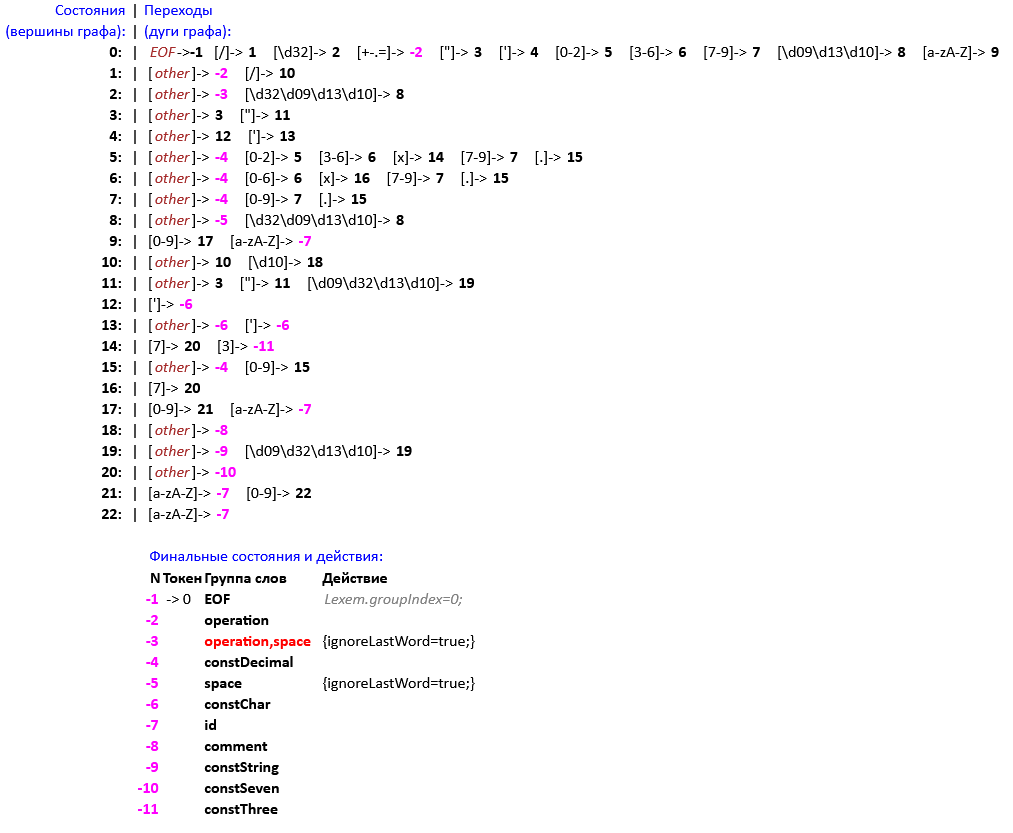 Состояния | Переходы
(вершины графа): | (дуги графа):
0: | EOF->-1 [/]-> 1 [\d32]-> 2 [+-.=]-> -2 ["]-> 3 [']-> 4 [0-2]-> 5 [3-6]-> 6 [7-9]-> 7 [\d09\d13\d10]-> 8 [a-zA-Z]-> 9
1: | [other]-> -2 [/]-> 10
2: | [other]-> -3 [\d32\d09\d13\d10]-> 8
3: | [other]-> 3 ["]-> 11
4: | [other]-> 12 [']-> 13
5: | [other]-> -4 [0-2]-> 5 [3-6]-> 6 [x]-> 14 [7-9]-> 7 [.]-> 15
6: | [other]-> -4 [0-6]-> 6 [x]-> 16 [7-9]-> 7 [.]-> 15
7: | [other]-> -4 [0-9]-> 7 [.]-> 15
8: | [other]-> -5 [\d32\d09\d13\d10]-> 8
9: | [0-9]-> 17 [a-zA-Z]-> -7
10: | [other]-> 10 [\d10]-> 18
11: | [other]-> 3 ["]-> 11 [\d09\d32\d13\d10]-> 19
12: | [']-> -6
13: | [other]-> -6 [']-> -6
14: | [7]-> 20 [3]-> -11
15: | [other]-> -4 [0-9]-> 15
16: | [7]-> 20
17: | [0-9]-> 21 [a-zA-Z]-> -7
18: | [other]-> -8
19: | [other]-> -9 [\d09\d32\d13\d10]-> 19
20: | [other]-> -10
21: | [a-zA-Z]-> -7 [0-9]-> 22
22: | [a-zA-Z]-> -7
Финальные состояния и действия:
N Токен Группа слов Действие
-1 -> 0 EOF Lexem.groupIndex=0;
-2 operation
-3 operation,space {ignoreLastWord=true;}
-4 constDecimal
-5 space {ignoreLastWord=true;}
-6 constChar
-7 id
-8 comment
-9 constString
-10 constSeven
-11 constThree